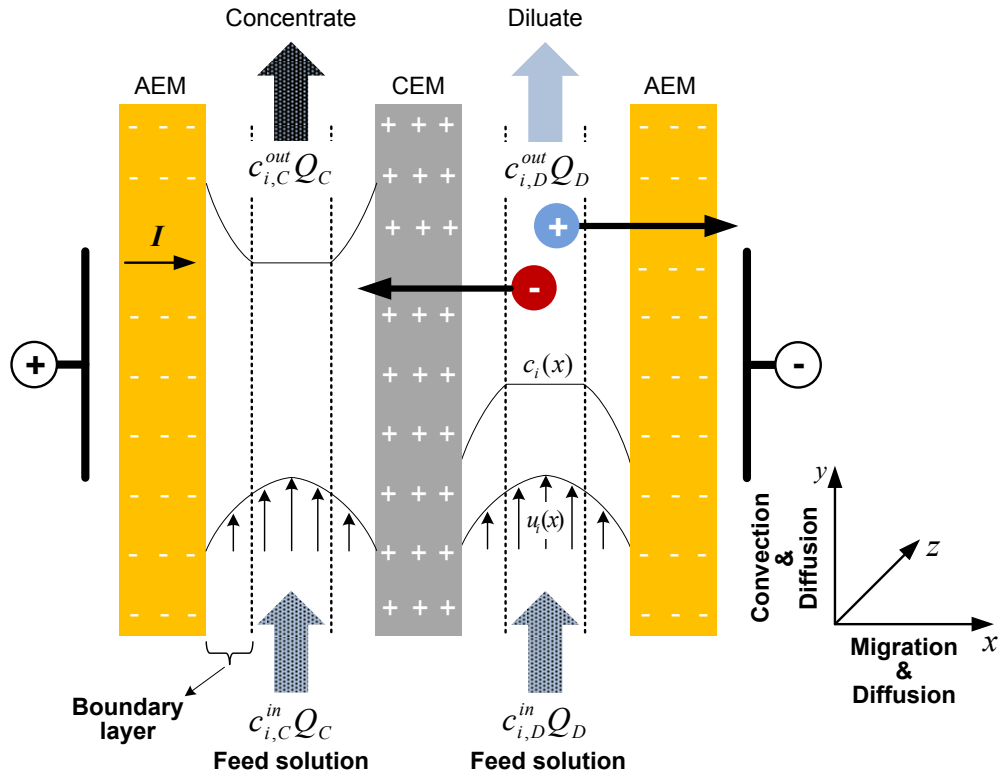 Concentrate
Diluate
AEM
CEM
AEM
c_{i,C}^{out} Q_C
c_{i,D}^{out} Q_D
I
+
-
+
-
c_i(x)
u_i(x)
y
z
x
Convection
&
Diffusion
Migration
&
Diffusion
Boundary
layer
c_{i,C}^{in} Q_C
c_{i,D}^{in} Q_D
Feed solution
Feed solution